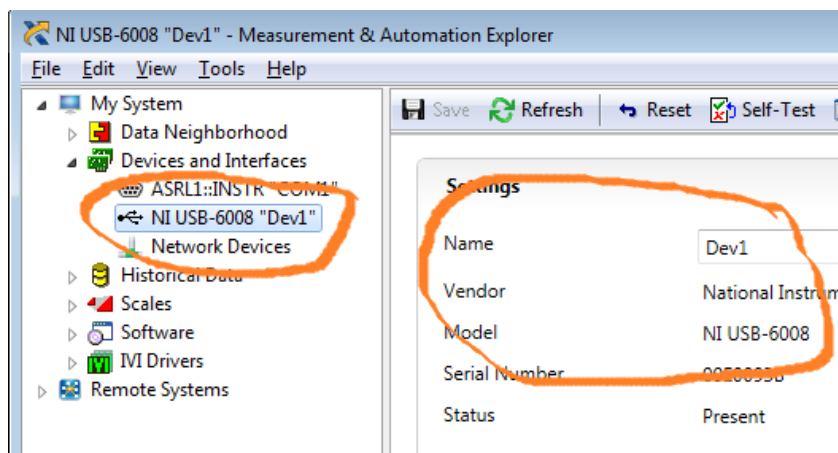 NI USB-6008 "Dev1" - Measurement & Automation Explorer
File Edit View Tools Help
My System
Data Neighborhood
Devices and Interfaces
ASRL1::INSTR "COM1"
NI USB-6008 "Dev1"
Network Devices
Historical Data
Scales
Software
IVI Drivers
Remote Systems
Save Refresh Reset Self-Test
Settings
Name Dev1
Vendor National Instrum
Model NI USB-6008
Serial Number
Status Present